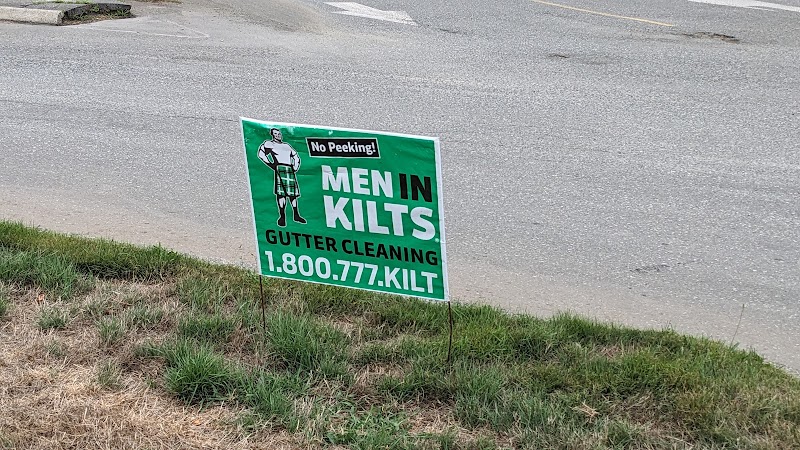 No Peeking!
MEN IN
KILTS.
GUTTER CLEANING
1.800.777.KILT